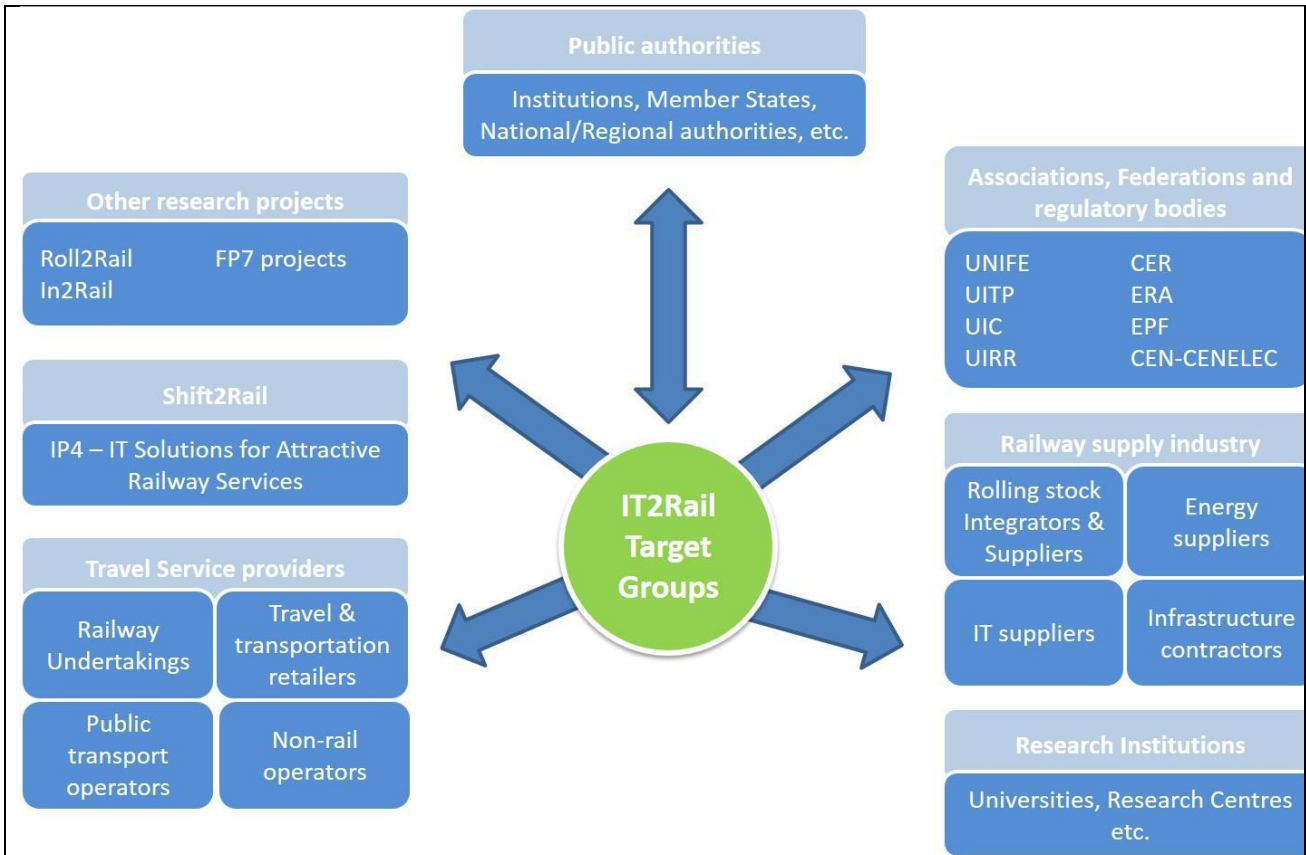 Public authorities
Institutions, Member States,
National/Regional authorities, etc.
Other research projects
Roll2Rail FP7 projects
In2Rail
Shift2Rail
IP4 – IT Solutions for Attractive
Railway Services
Travel Service providers
Railway
Undertakings
Travel &
transportation
retailers
Public
transport
operators
Non-rail
operators
IT2Rail
Target
Groups
Associations, Federations and
regulatory bodies
UNIFE CER
UITP ERA
UIC EPF
UIRR CEN-CENELEC
Railway supply industry
Rolling stock
Integrators &
Suppliers
Energy
suppliers
IT suppliers
Infrastructure
contractors
Research Institutions
Universities, Research Centres
etc.